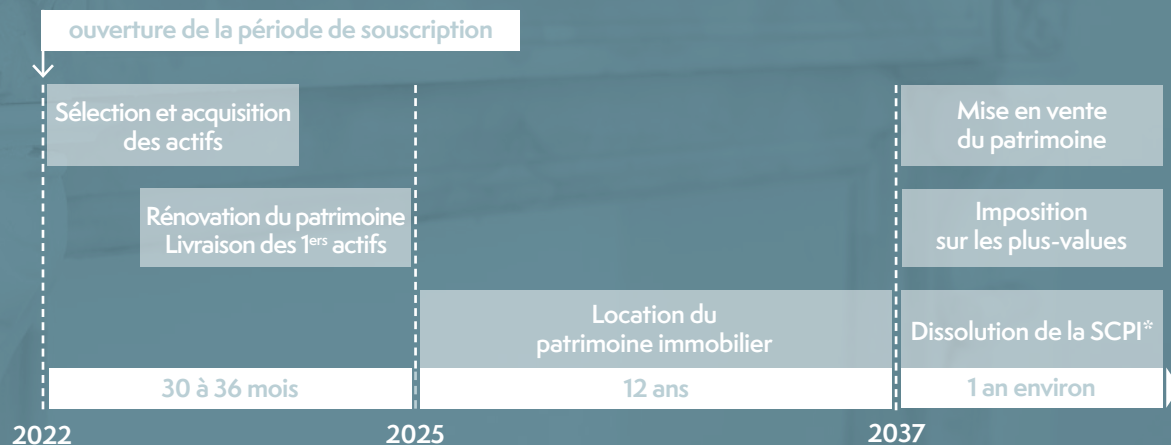 ouverture de la période de souscription
Sélection et acquisition
des actifs
Rénovation du patrimoine
Livraison des 1ers actifs
Location du
patrimoine immobilier
Mise en vente
du patrimoine
Imposition
sur les plus-values
Dissolution de la SCPI*
30 à 36 mois
12 ans
1 an environ
2022
2025
2037